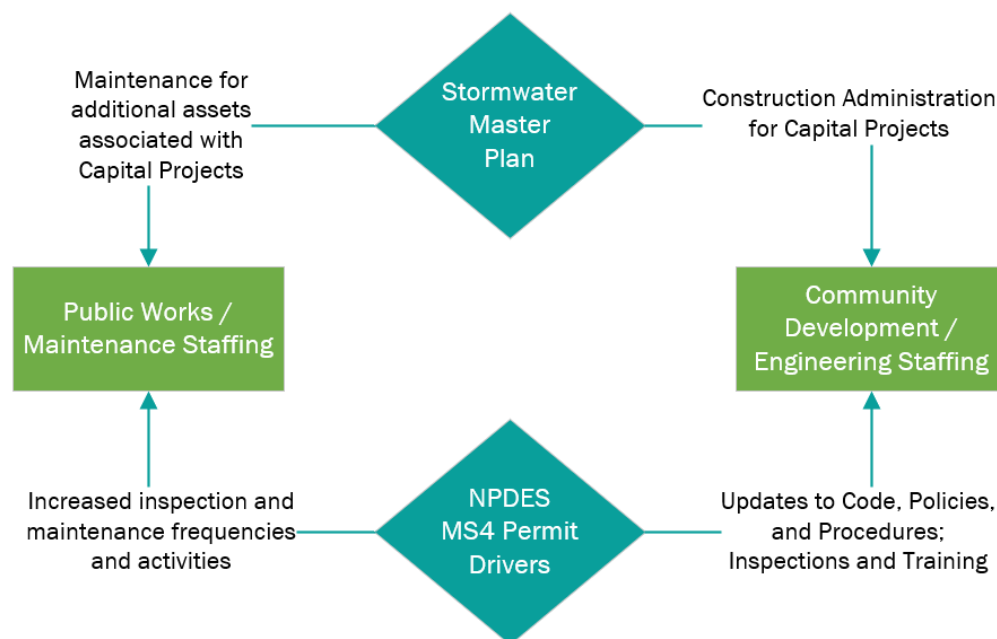 Maintenance for
additional assets
associated with
Capital Projects
Stormwater
Master
Plan
Construction Administration
for Capital Projects
Public Works /
Maintenance Staffing
Community
Development /
Engineering Staffing
Increased inspection and
maintenance frequencies
and activities
NPDES
MS4 Permit
Drivers
Updates to Code, Policies,
and Procedures;
Inspections and Training